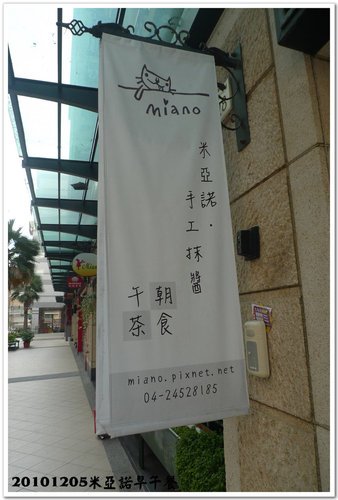 miano
米亞諾.
手工抹醬
朝食
午茶
miano.pixnet.net
04-24528185
20101205米亞諾早午餐